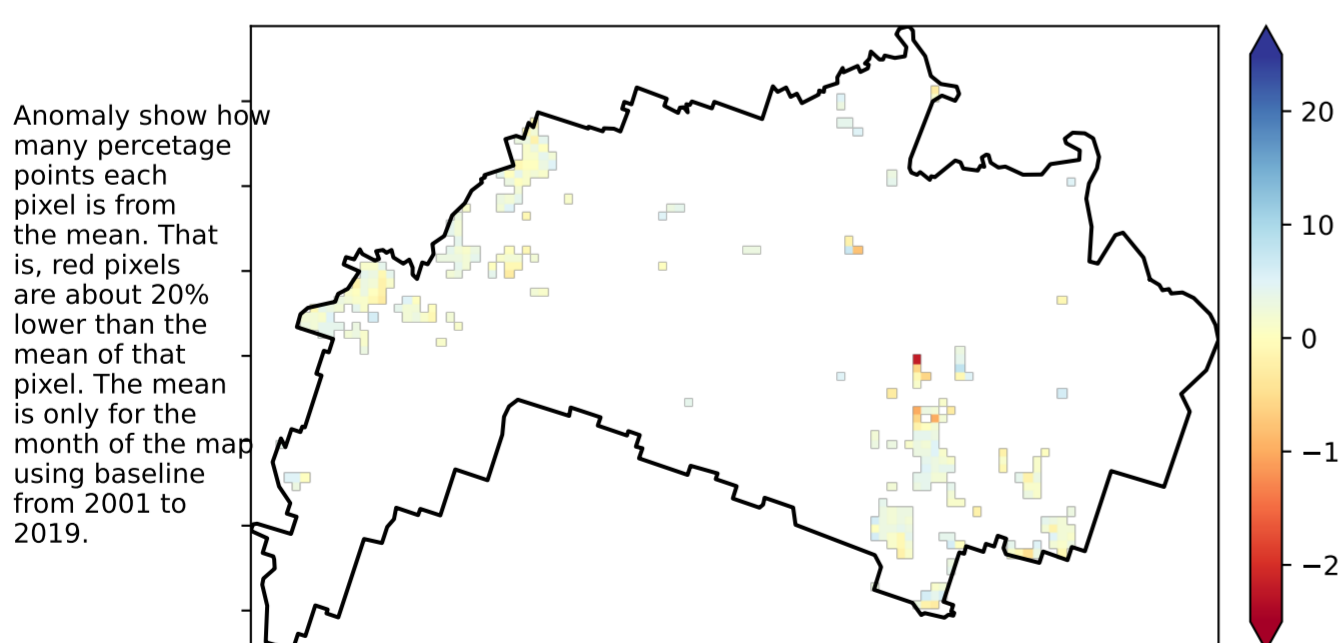 Anomaly show how
many percetage
points each
pixel is from
the mean. That
is, red pixels
are about 20%
lower than the
mean of that
pixel. The mean
is only for the
month of the map
using baseline
from 2001 to
2019.
20
10
0
−1
−2